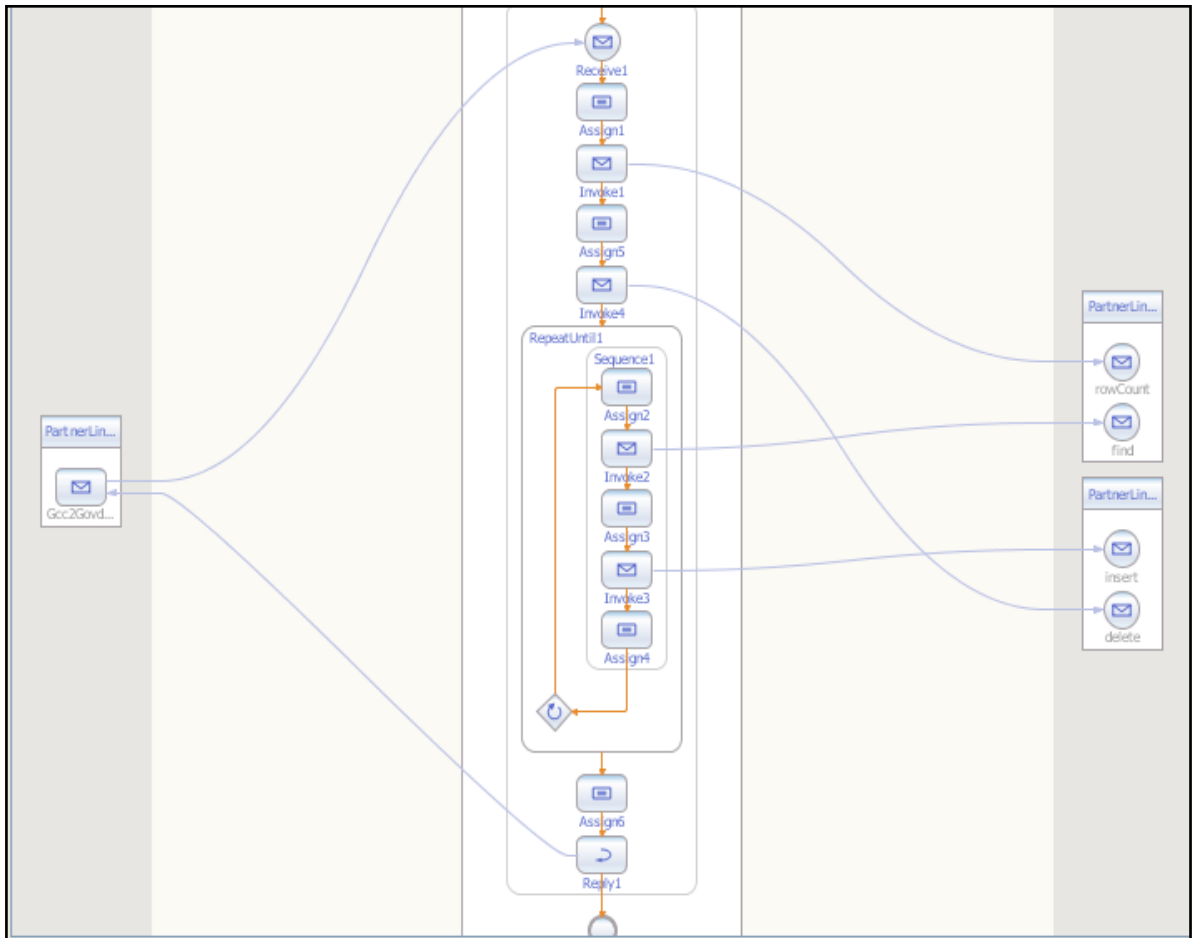 Receive1
Assign1
Invoke1
Assign5
Invoke4
RepeatUntil1
Sequence1
Assign2
Invoke2
Assign3
Invoke3
Assign4
Assign6
Reply1
PartnerLin...
Gcc2Govd...
PartnerLin...
rowCount
find
PartnerLin...
insert
delete